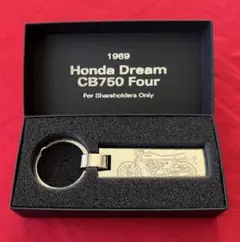 1969
Honda Dream
CB750 Four
For Shareholders Only